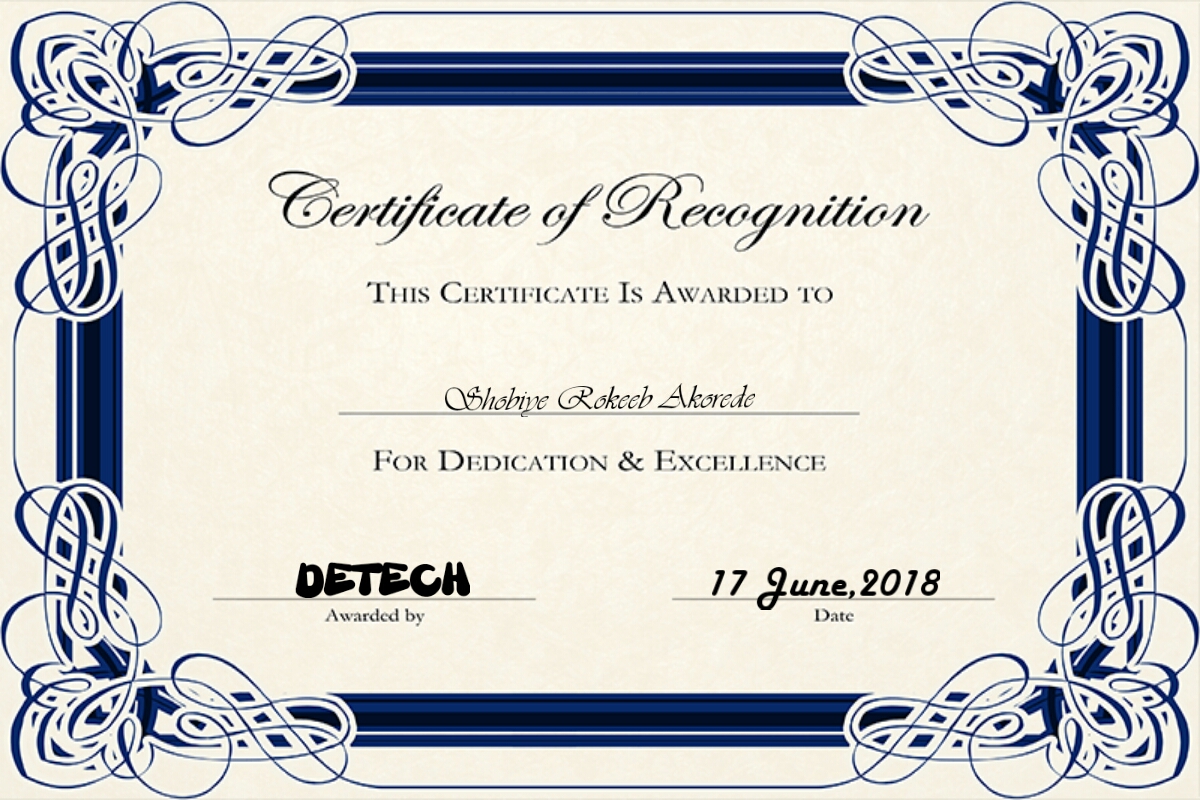 Certificate of Recognition
This Certificate Is Awarded to
Shobiye Rokeeb Akorede
For Dedication & Excellence
DETECH
17 June,2018
Awarded by
Date